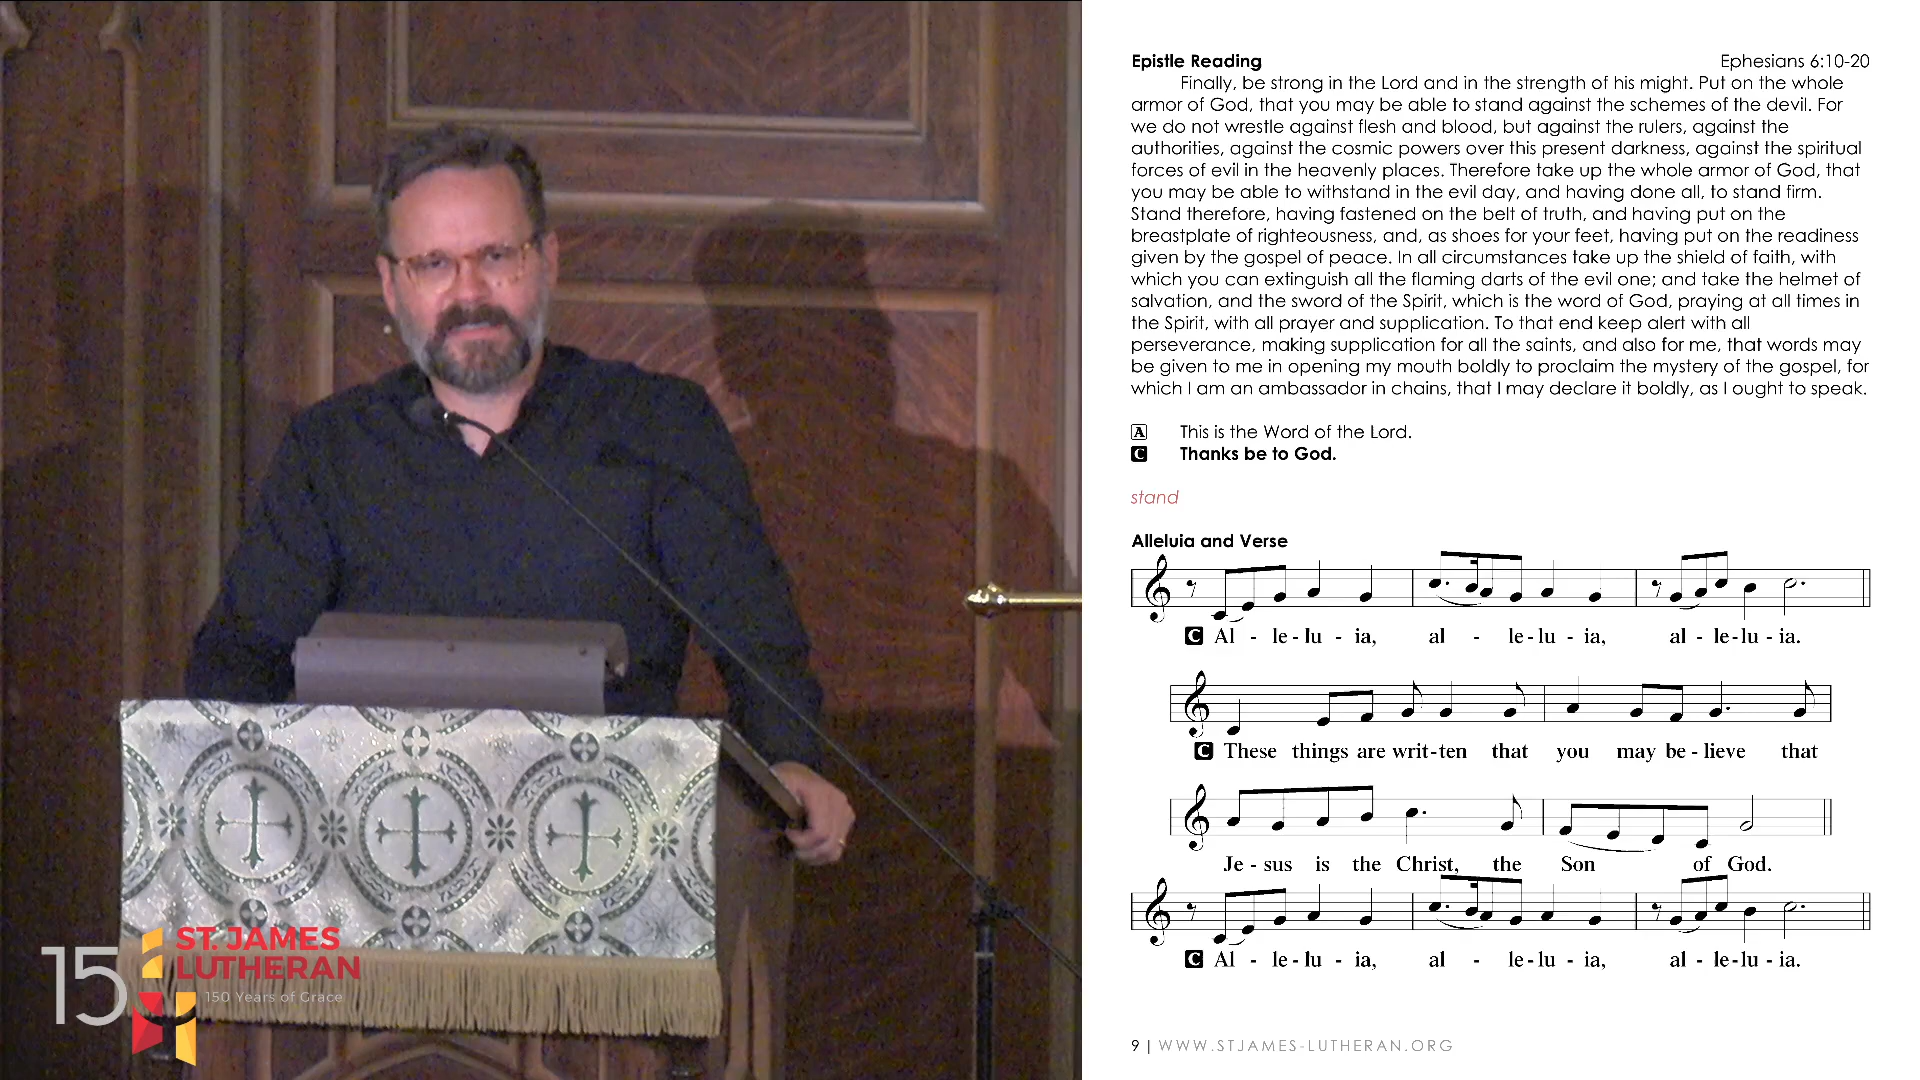 Epistle Reading Ephesians 6:10-20
Finally, be strong in the Lord and in the strength of his might. Put on the whole
armor of God, that you may be able to stand against the schemes of the devil. For
we do not wrestle against flesh and blood, but against the rulers, against the
authorities, against the cosmic powers over this present darkness, against the spiritual
forces of evil in the heavenly places. Therefore take up the whole armor of God, that
you may be able to withstand in the evil day, and having done all, to stand firm.
Stand therefore, having fastened on the belt of truth, and having put on the
breastplate of righteousness, and, as shoes for your feet, having put on the readiness
given by the gospel of peace. In all circumstances take up the shield of faith, with
which you can extinguish all the flaming darts of the evil one; and take the helmet of
salvation, and the sword of the Spirit, which is the word of God, praying at all times in
the Spirit, with all prayer and supplication. To that end keep alert with all
perseverance, making supplication for all the saints, and also for me, that words may
be given to me in opening my mouth boldly to proclaim the mystery of the gospel, for
which I am an ambassador in chains, that I may declare it boldly, as I ought to speak.
A This is the Word of the Lord.
C Thanks be to God.
stand
Alleluia and Verse
C Al - le - lu - ia, al - le - lu - ia, al - le - lu - ia.
C These things are writ - ten that you may be - lieve that
Je - sus is the Christ, the Son of God.
C Al - le - lu - ia, al - le - lu - ia, al - le - lu - ia.
9 | WWW.STJAMES-LUTHERAN.ORG
150
ST. JAMES
LUTHERAN
150 Years of Grace